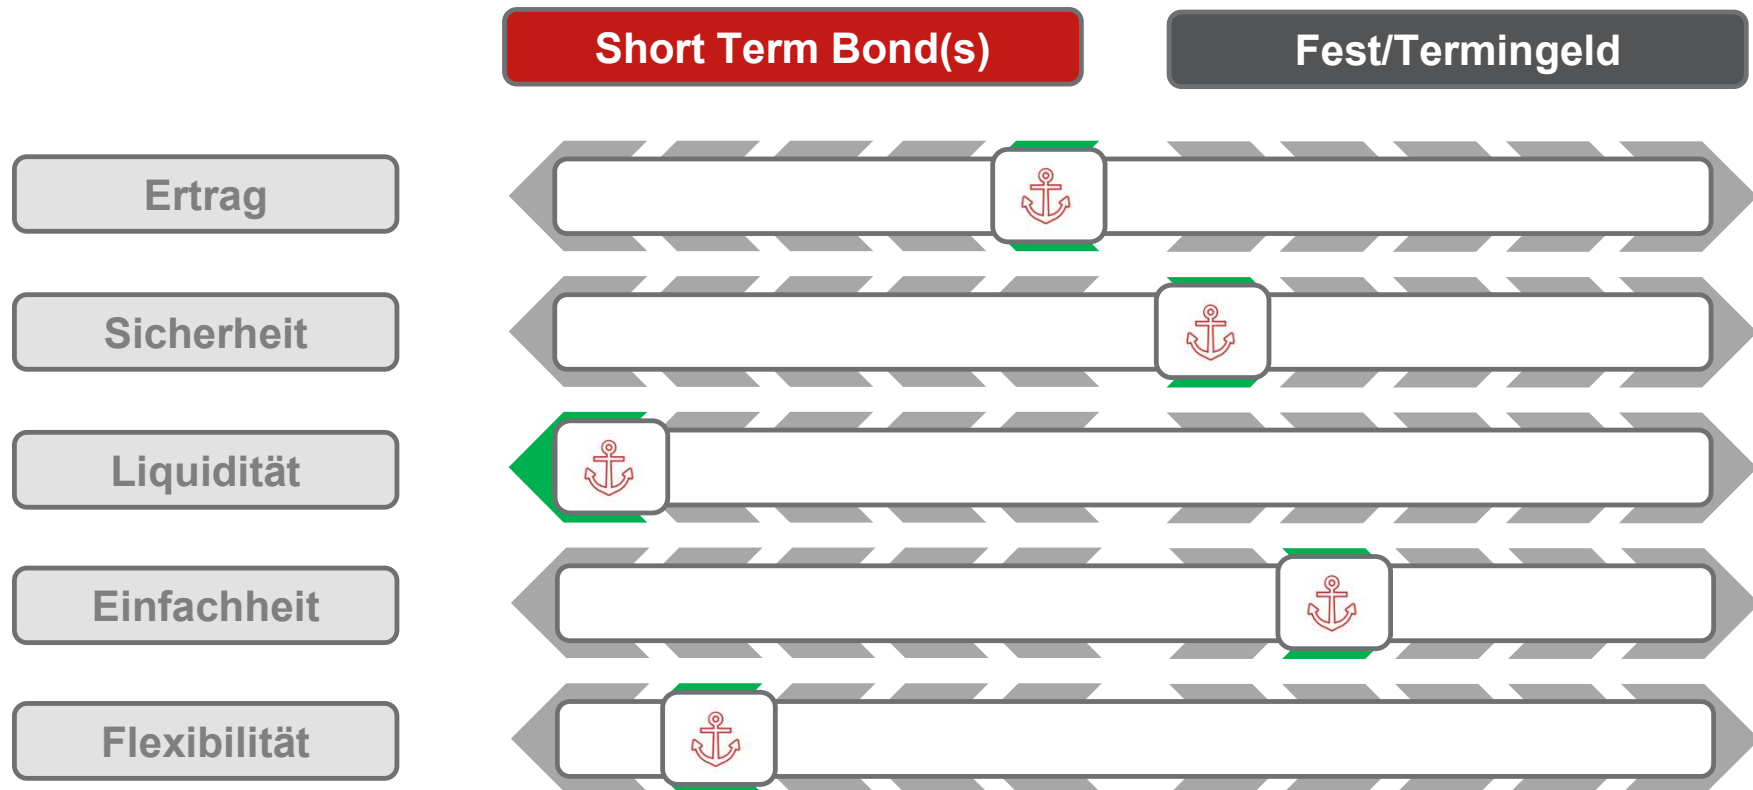 Short Term Bond(s)
Fest/Termingeld
Ertrag
Sicherheit
Liquidität
Einfachheit
Flexibilität